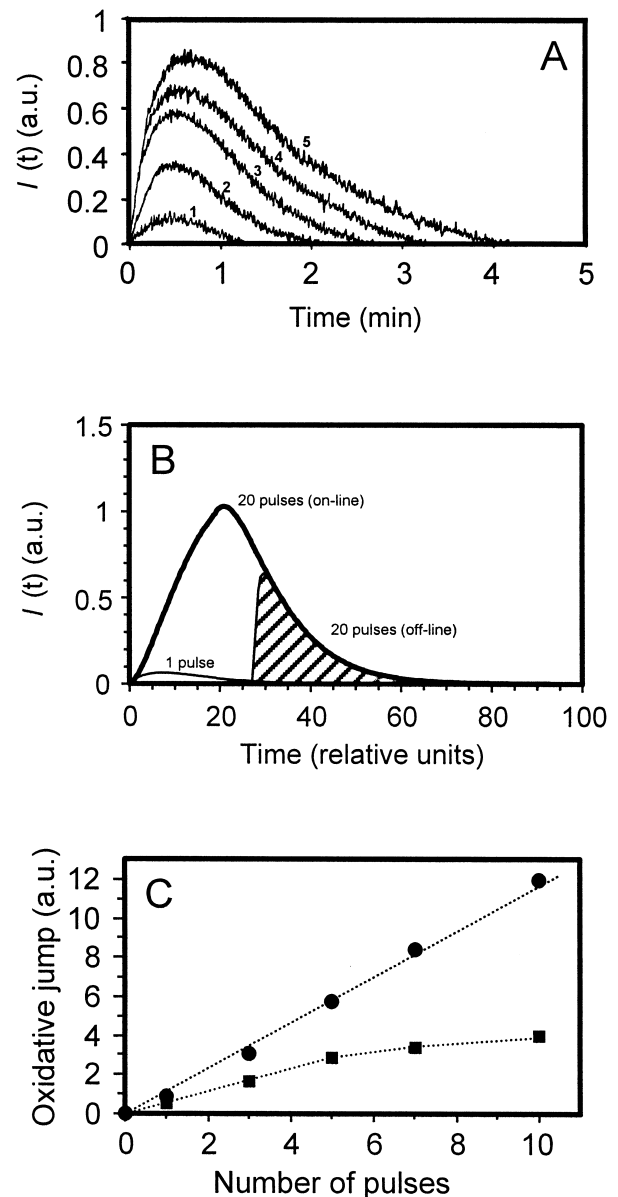 1
0.8
0.6
0.4
0.2
0
I (t) (a.u.)
A
1
2
3
4
5
0 1 2 3 4 5
Time (min)
1.5
1
0.5
0
I (t) (a.u.)
B
20 pulses (on-line)
20 pulses (off-line)
1 pulse
0 20 40 60 80 100
Time (relative units)
12
10
8
6
4
2
0
Oxidative jump (a.u.)
C
0 2 4 6 8 10
Number of pulses